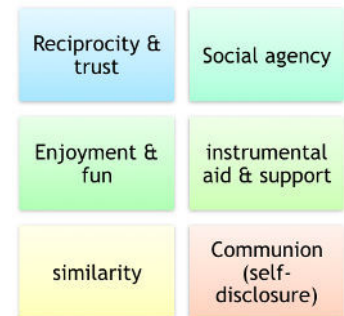 Reciprocity &
trust
Social agency
Enjoyment &
fun
instrumental
aid & support
similarity
Communion
(self-
disclosure)